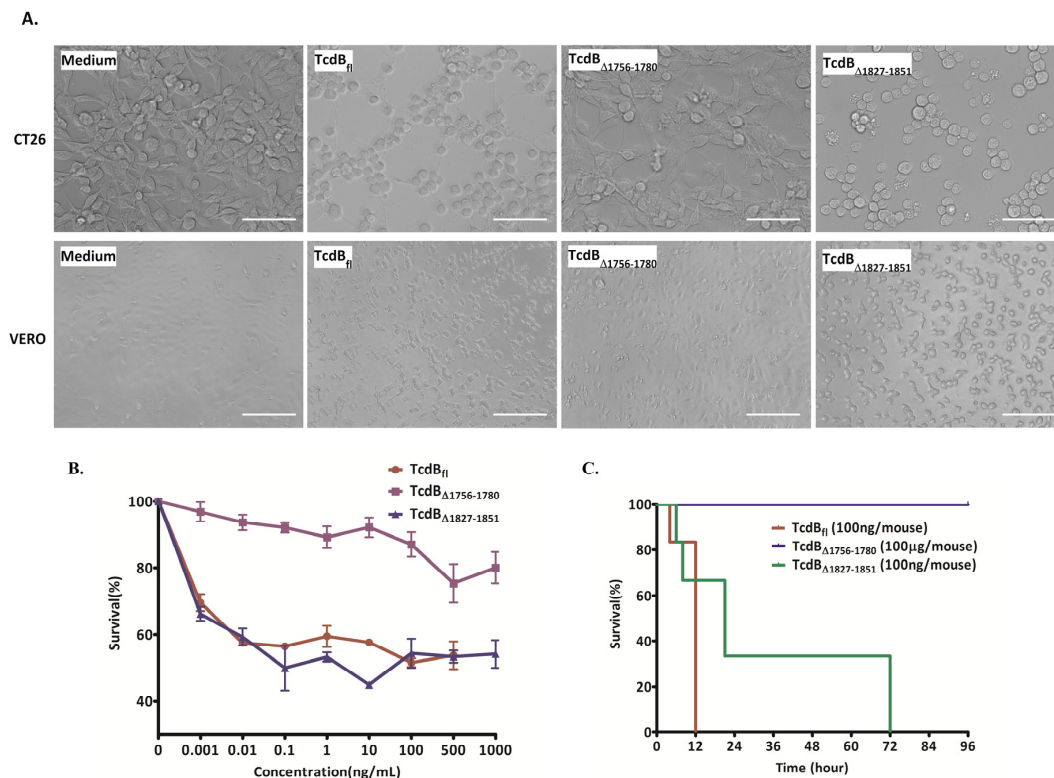 A.
Medium
TcdBfl
TcdBΔ1756-1780
TcdBΔ1827-1851
CT26
Medium
TcdBfl
TcdBΔ1756-1780
TcdBΔ1827-1851
VERO
B.
TcdBfl
TcdBΔ1756-1780
TcdBΔ1827-1851
100
80
60
40
Survival(%)
0 0.001 0.01 0.1 1 10 100 500 1000
Concentration(ng/mL)
C.
100
80
60
40
20
0
Survival(%)
TcdBfl (100ng/mouse)
TcdBΔ1756-1780 (100μg/mouse)
TcdBΔ1827-1851 (100ng/mouse)
0 12 24 36 48 60 72 84 96
Time (hour)